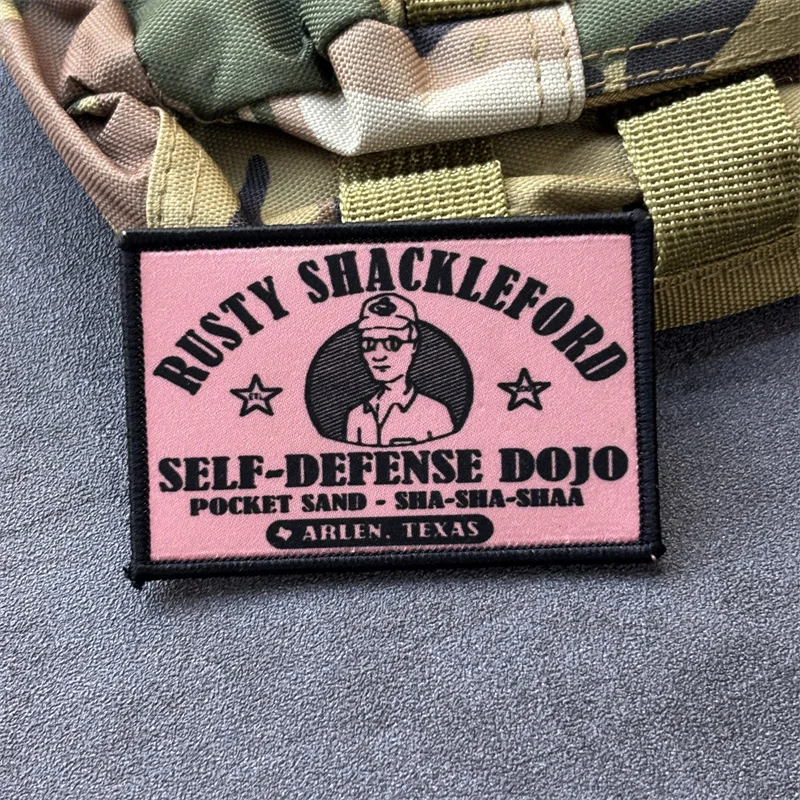 RUSTY SHACKLEFORD
SELF-DEFENSE DOJO
POCKET SAND - SHA-SHA-SHAA
ARLEN, TEXAS